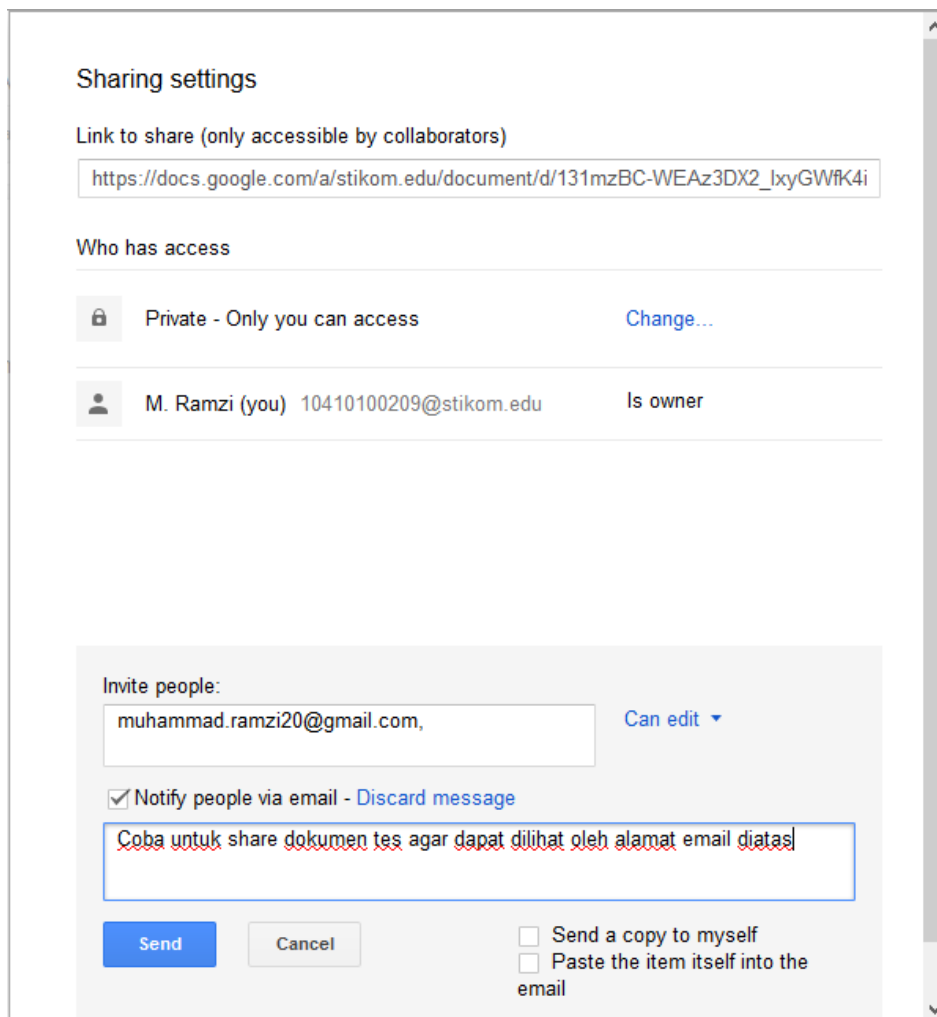 Sharing settings
Link to share (only accessible by collaborators)
https://docs.google.com/a/stikom.edu/document/d/131mzBC-WEAz3DX2_lxyGWfK4i
Who has access
Private - Only you can access Change...
M. Ramzi (you) 10410100209@stikom.edu Is owner
Invite people:
muhammad.ramzi20@gmail.com, Can edit
Notify people via email - Discard message
Coba untuk share dokumen tes agar dapat dilihat oleh alamat email diatas
Send Cancel Send a copy to myself
Paste the item itself into the
email